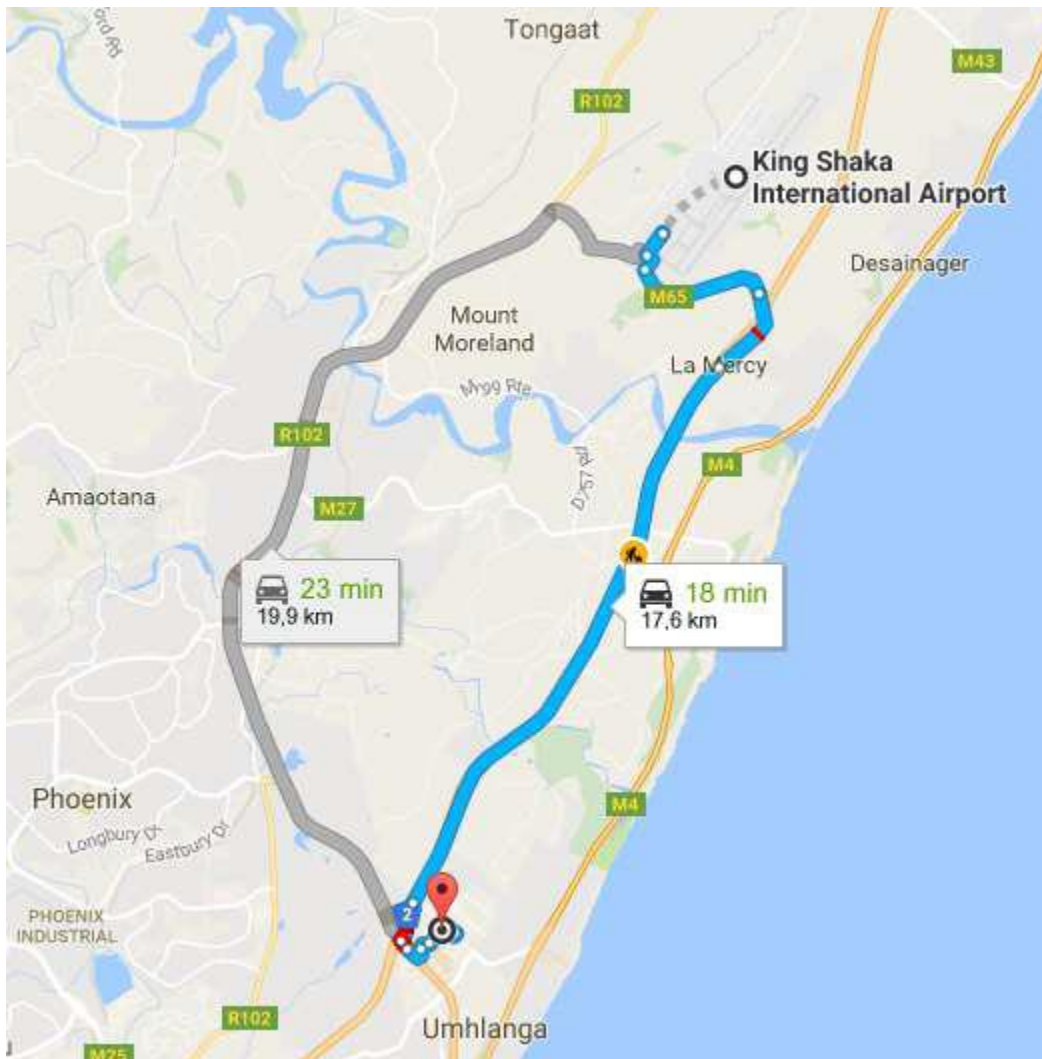 Tongaat
M43
R102
King Shaka
International Airport
Desainager
M65
Mount
Moreland
La Mercy
R102
M4
Amaotana
M27
23 min
19,9 km
18 min
17,6 km
M4
Phoenix
Longbury Dr
Eastbury Dr
2
PHOENIX
INDUSTRIAL
R102
Umhlanga
M25